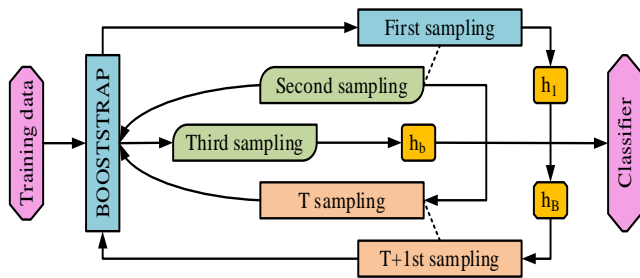 Training data
BOOSTSTRAP
First sampling
Second sampling
Third sampling
T sampling
T+1st sampling
h1
hb
hB
Classifier